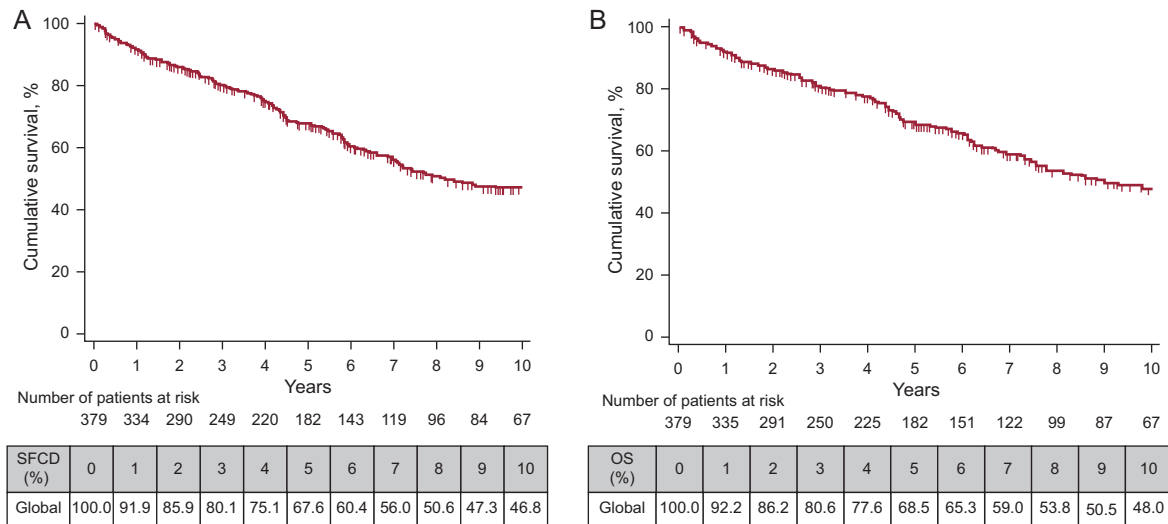 A
Cumulative survival, %
100
80
60
40
20
0
0 1 2 3 4 5 6 7 8 9 10
Years
Number of patients at risk
379 334 290 249 220 182 143 119 96 84 67
SFCD (%) 0 1 2 3 4 5 6 7 8 9 10
Global 100.0 91.9 85.9 80.1 75.1 67.6 60.4 56.0 50.6 47.3 46.8
B
Cumulative survival, %
100
80
60
40
20
0
0 1 2 3 4 5 6 7 8 9 10
Years
Number of patients at risk
379 335 291 250 225 182 151 122 99 87 67
OS (%) 0 1 2 3 4 5 6 7 8 9 10
Global 100.0 92.2 86.2 80.6 77.6 68.5 65.3 59.0 53.8 50.5 48.0